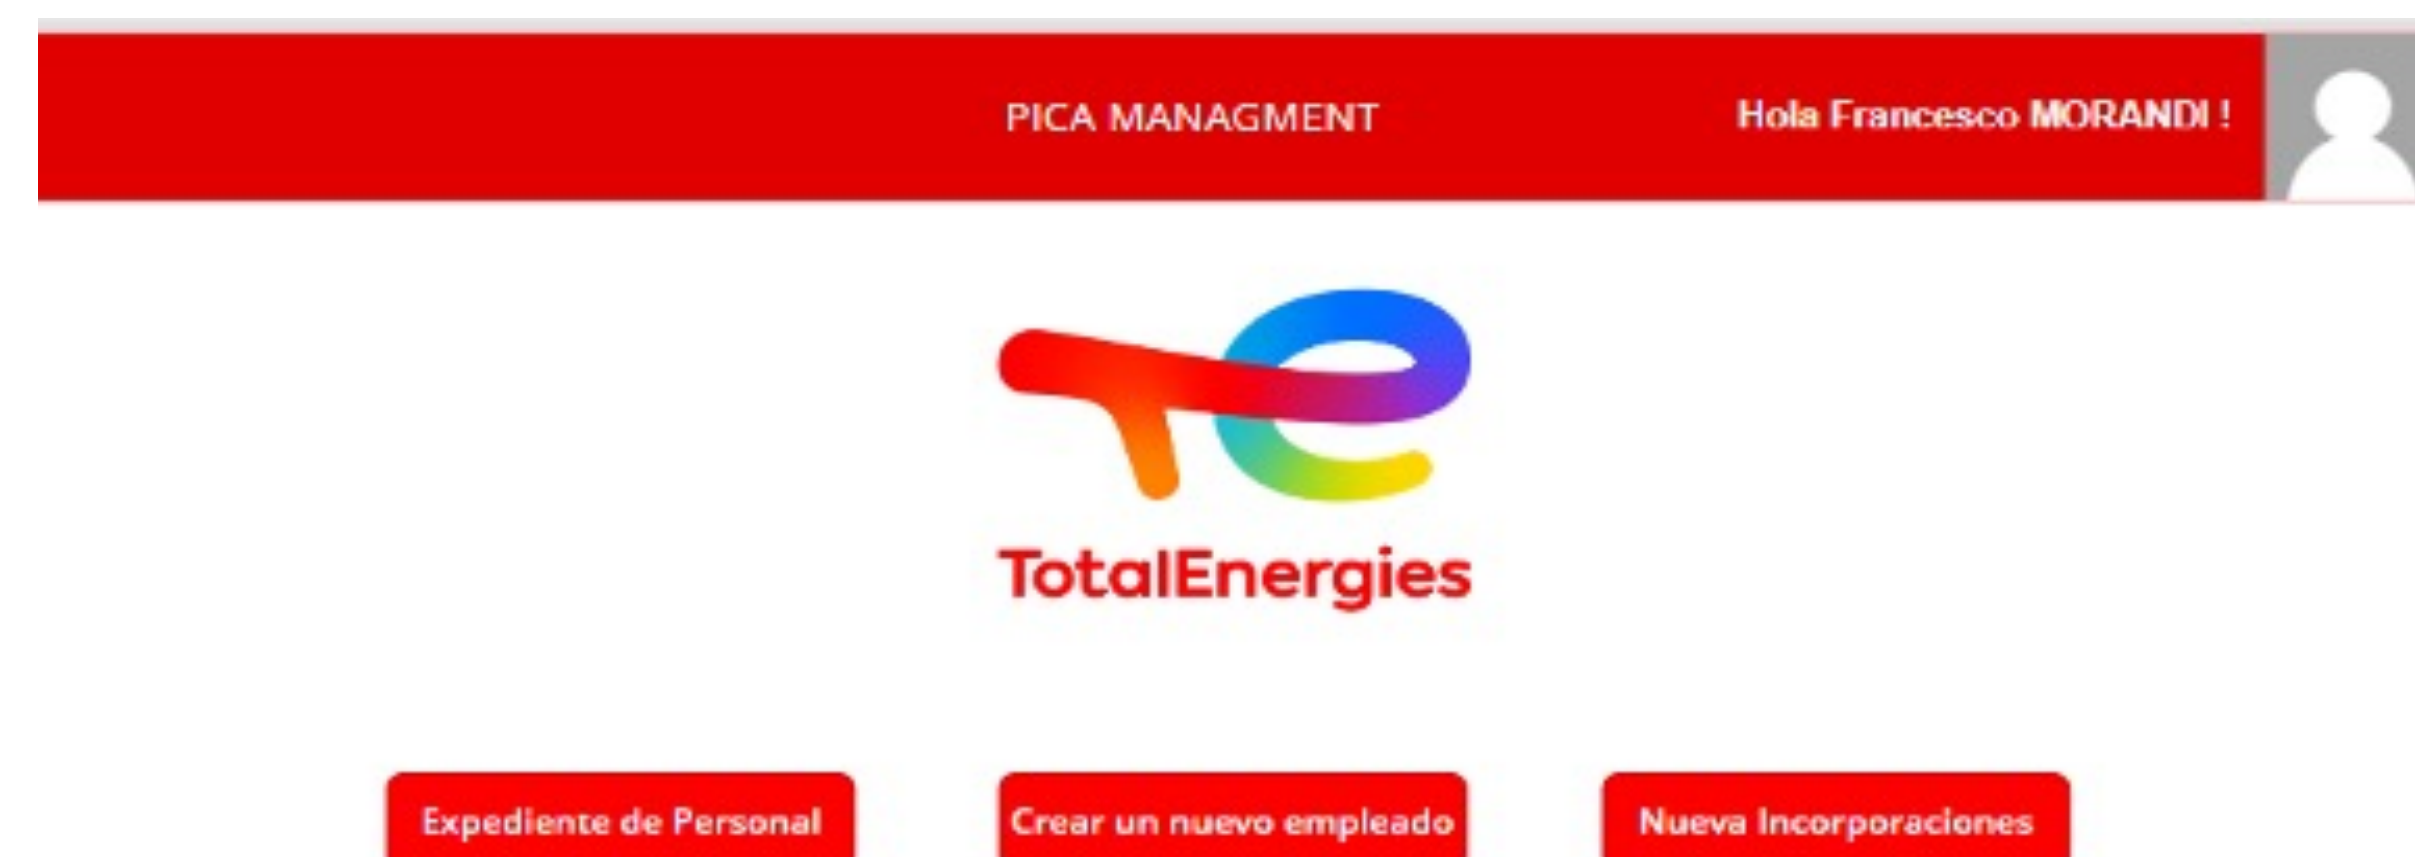 PICA MANAGMENT
Hola Francesco MORANDI !
TotalEnergies
Expediente de Personal
Crear un nuevo empleado
Nueva Incorporaciones